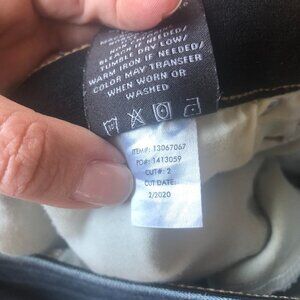 BLEACH IF NEEDED/
TUMBLE DRY LOW/
WARM IRON IF NEEDED/
COLOR MAY TRANSFER
WHEN WORN OR
WASHED
ITEM#: 13067067
PO#: 1413059
CUT#: 2
CUT DATE:
2/2020